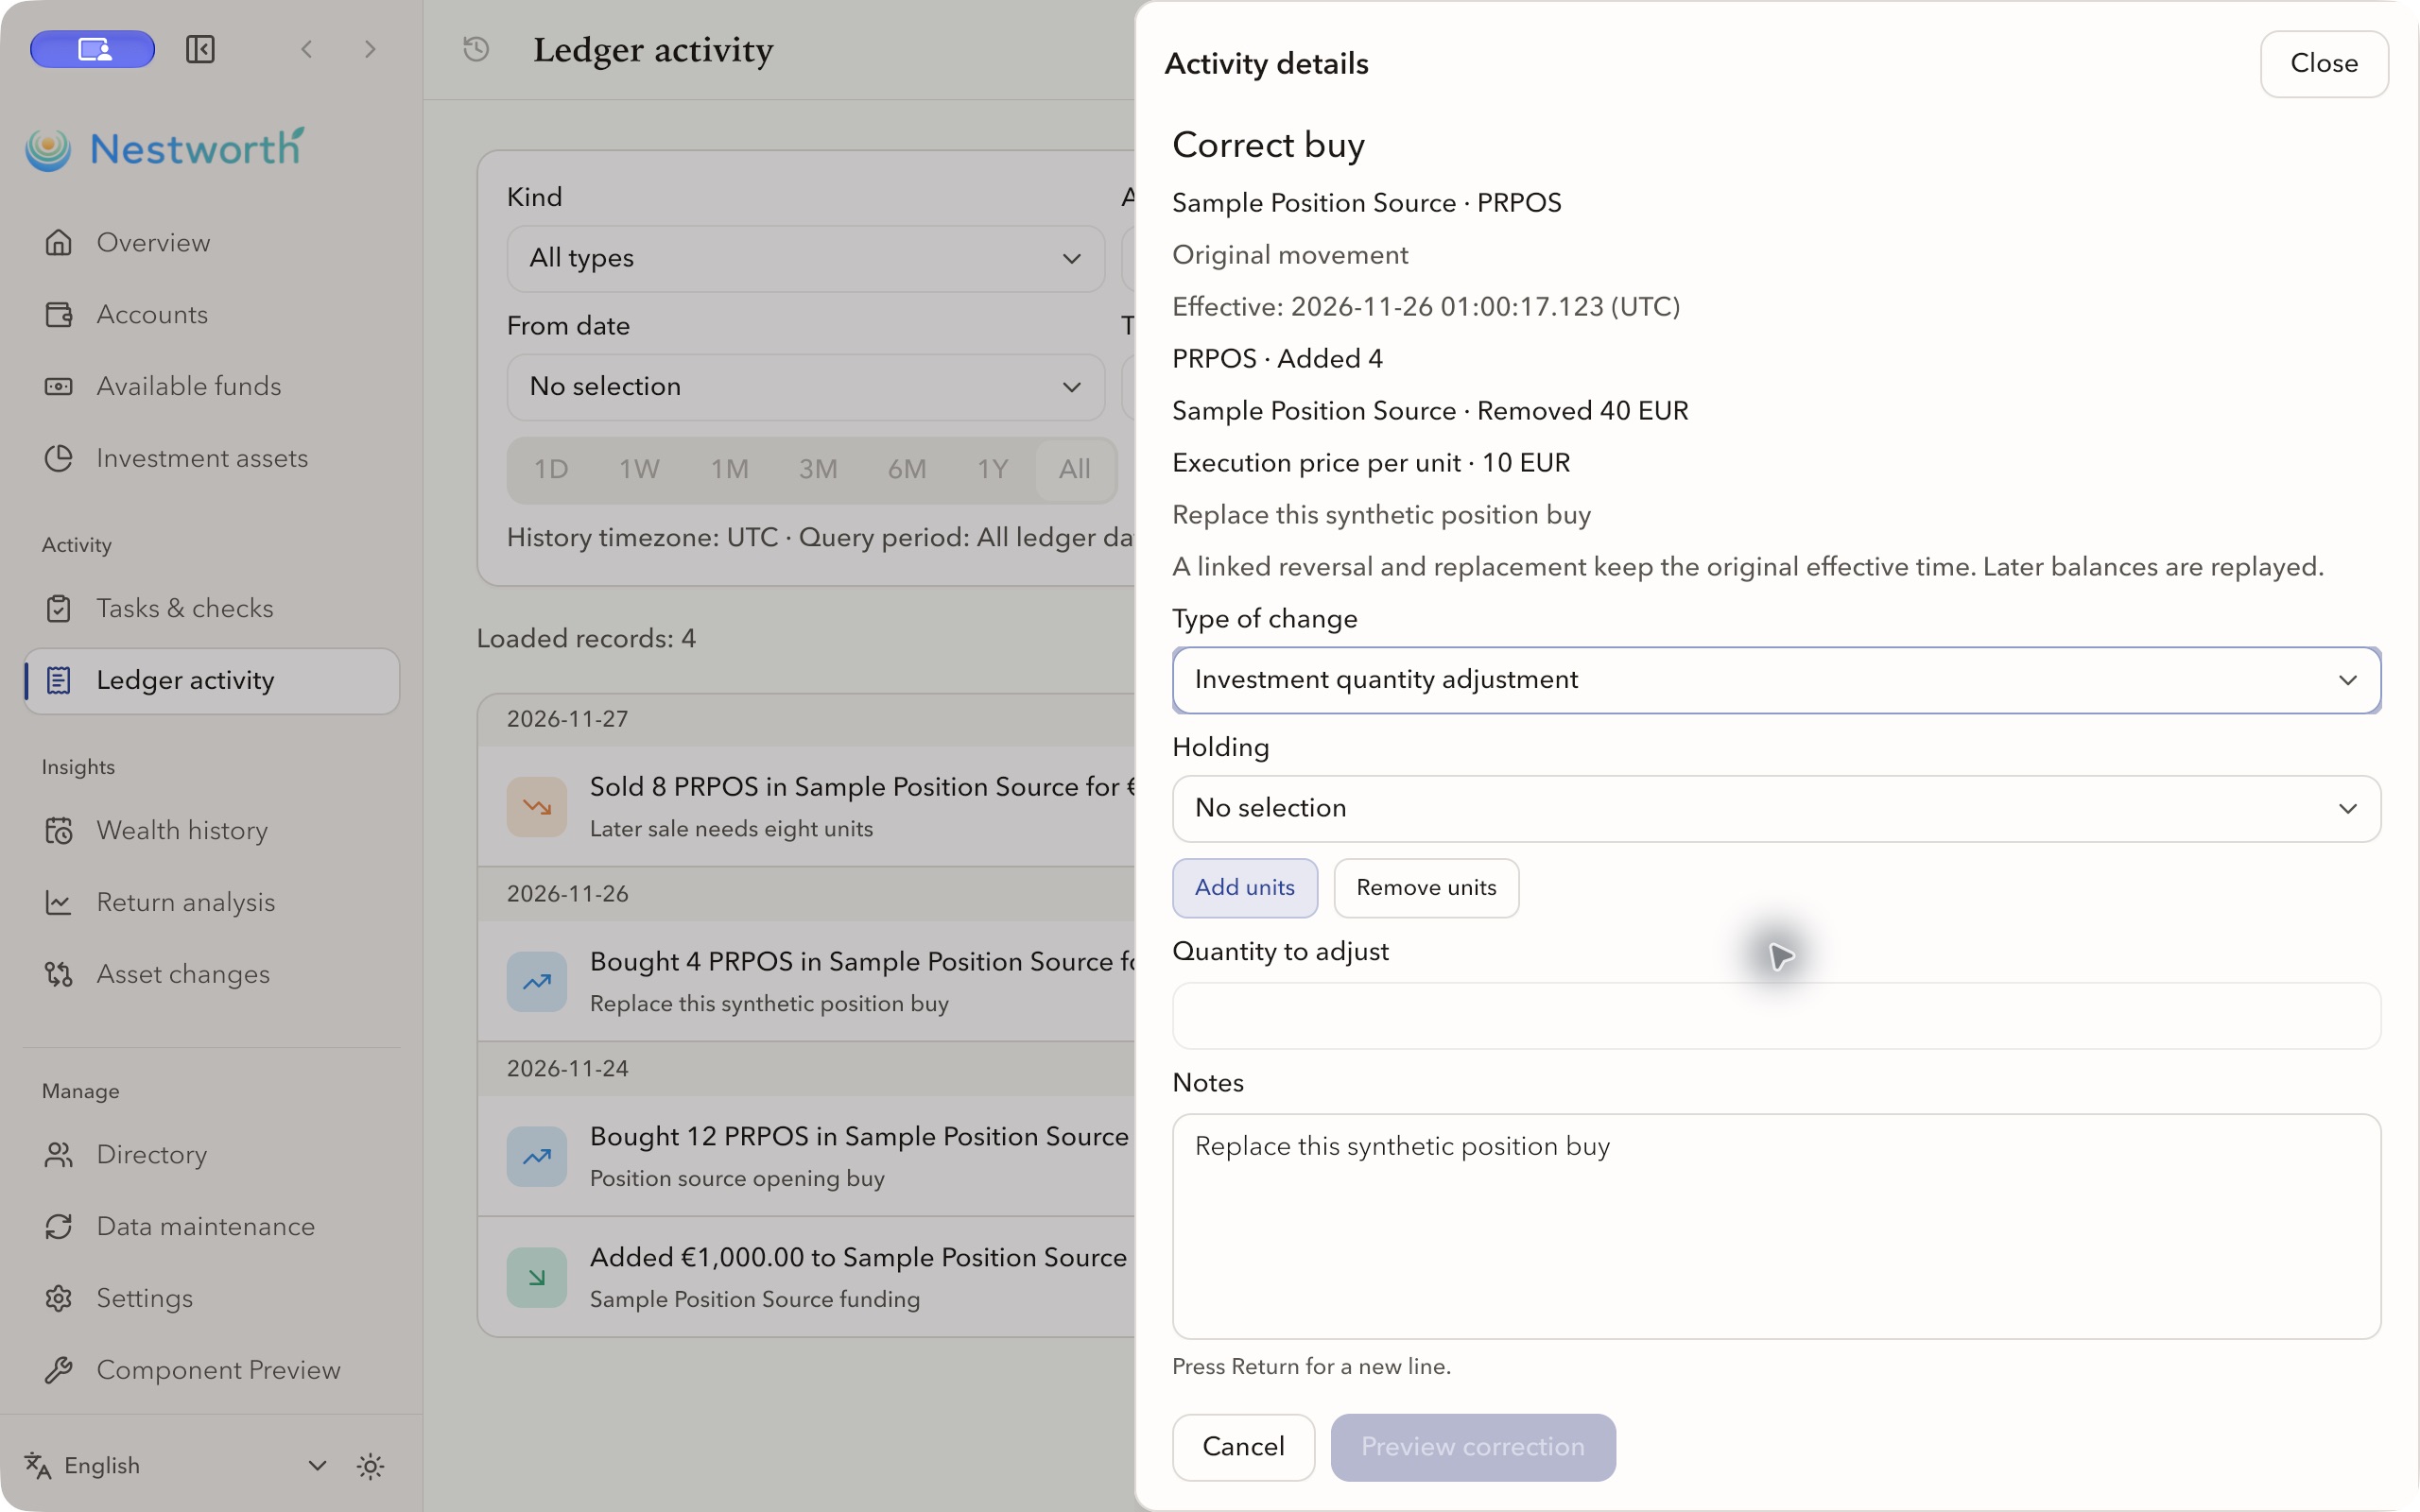 Nestworth
Overview
Accounts
Available funds
Investment assets
Activity
Tasks & checks
Ledger activity
Insights
Wealth history
Return analysis
Asset changes
Manage
Directory
Data maintenance
Settings
Component Preview
English
Ledger activity
Kind
All types
From date
No selection
1D 1W 1M 3M 6M 1Y All
History timezone: UTC · Query period: All ledger da
Loaded records: 4
2026-11-27
Sold 8 PRPOS in Sample Position Source for €
Later sale needs eight units
2026-11-26
Bought 4 PRPOS in Sample Position Source fo
Replace this synthetic position buy
2026-11-24
Bought 12 PRPOS in Sample Position Source
Position source opening buy
Added €1,000.00 to Sample Position Source
Sample Position Source funding
Activity details
Close
Correct buy
Sample Position Source · PRPOS
Original movement
Effective: 2026-11-26 01:00:17.123 (UTC)
PRPOS · Added 4
Sample Position Source · Removed 40 EUR
Execution price per unit · 10 EUR
Replace this synthetic position buy
A linked reversal and replacement keep the original effective time. Later balances are replayed.
Type of change
Investment quantity adjustment
Holding
No selection
Add units
Remove units
Quantity to adjust
Notes
Replace this synthetic position buy
Press Return for a new line.
Cancel
Preview correction